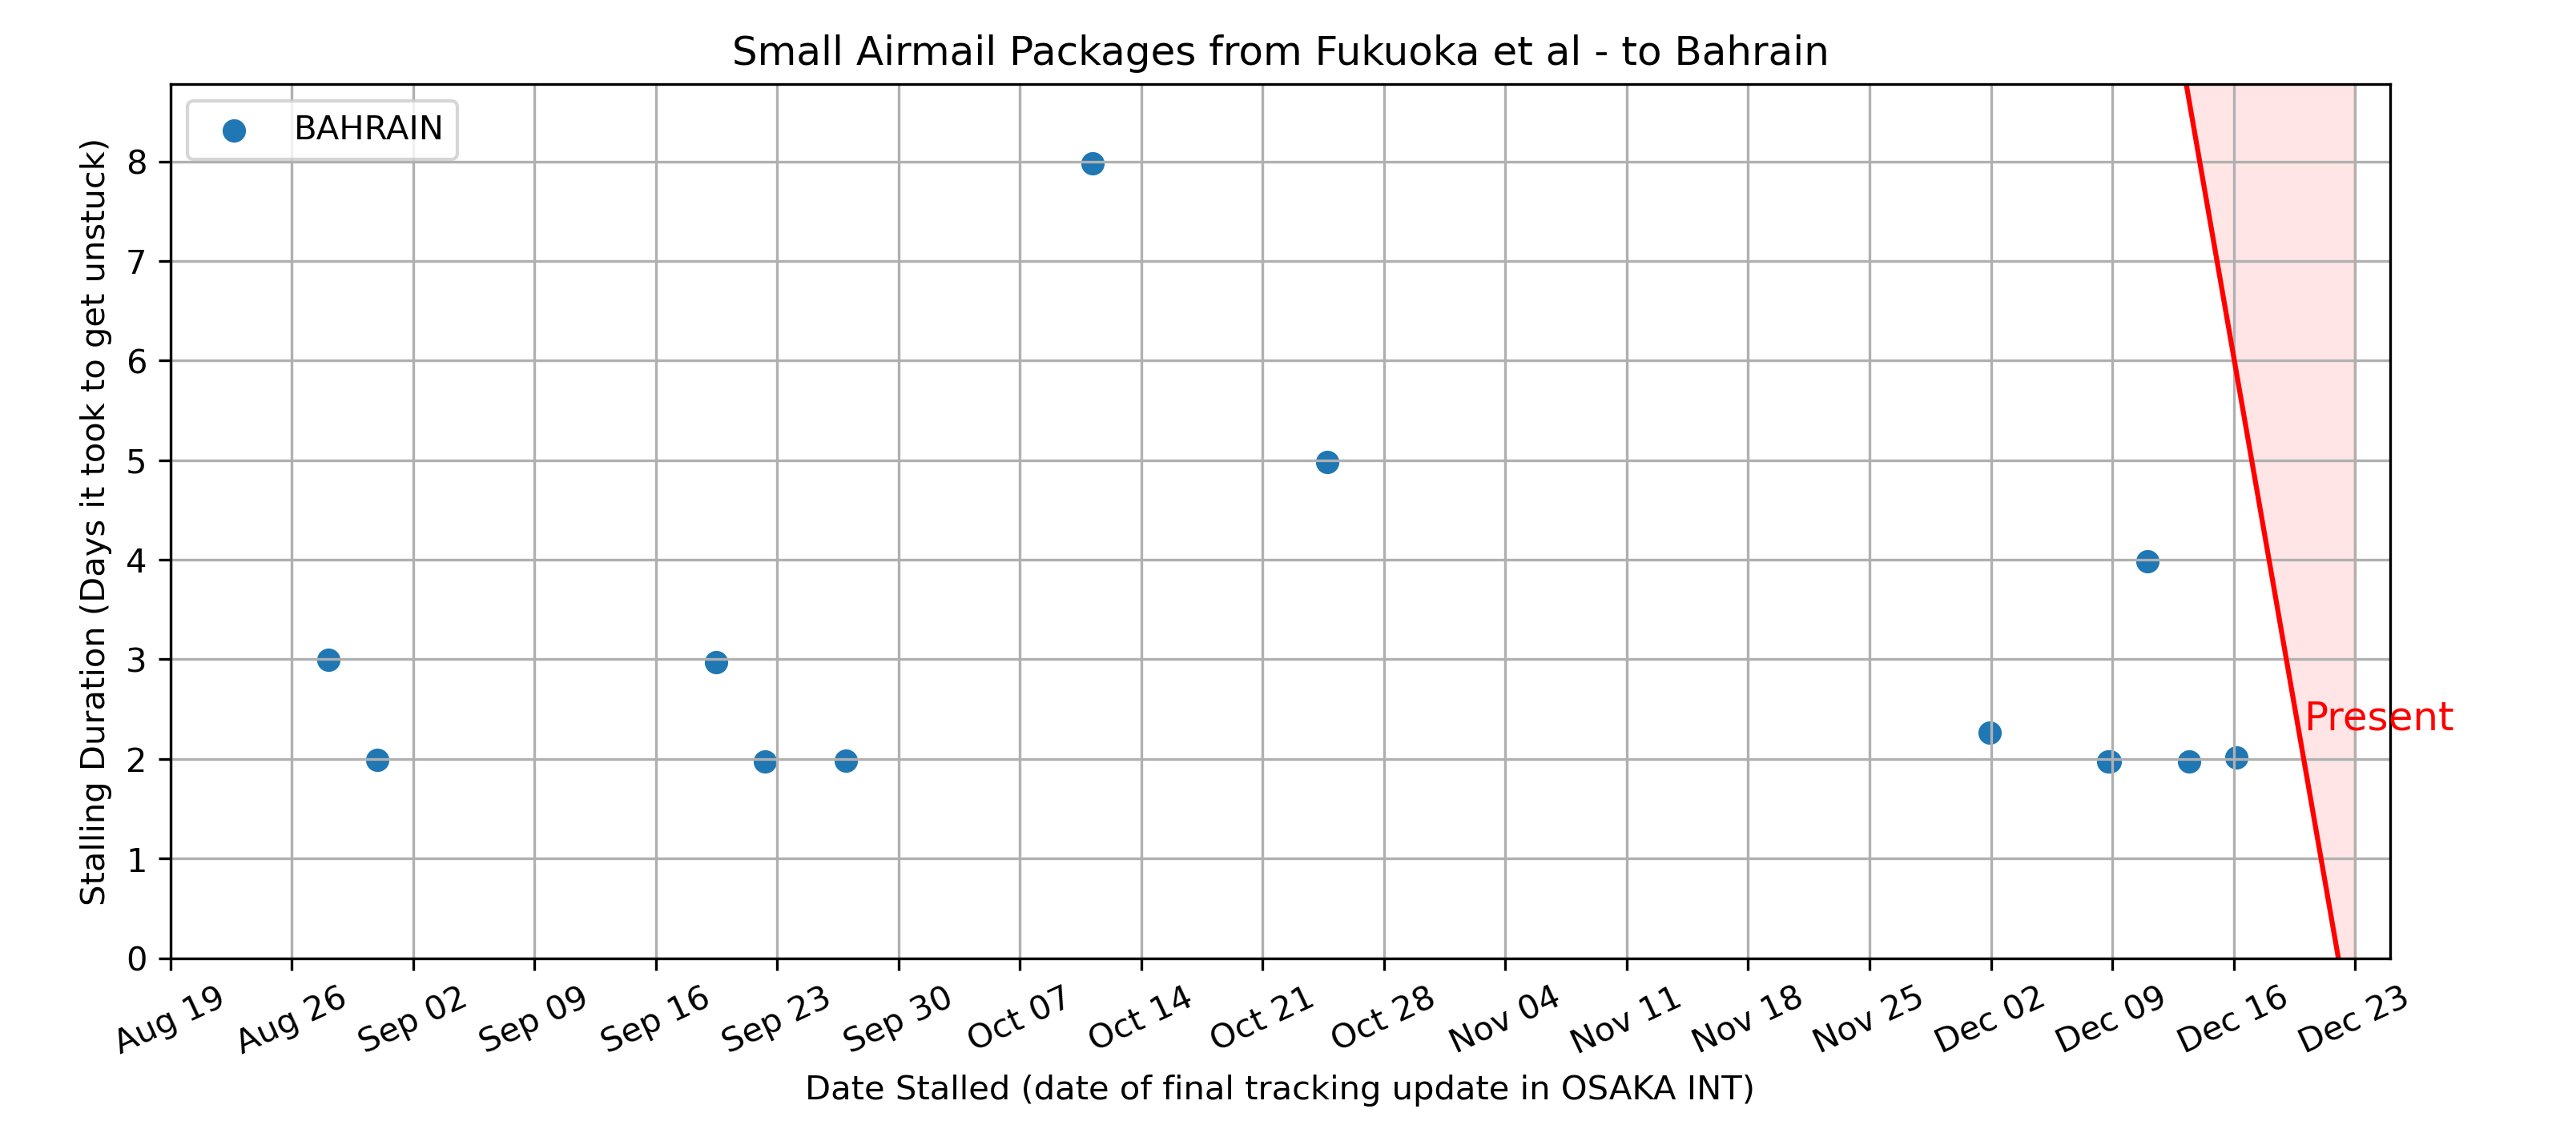 Small Airmail Packages from Fukuoka et al - to Bahrain
BAHRAIN
Stalling Duration (Days it took to get unstuck)
8
7
6
5
4
3
2
1
0
Present
Aug 19 Aug 26 Sep 02 Sep 09 Sep 16 Sep 23 Sep 30 Oct 07 Oct 14 Oct 21 Oct 28 Nov 04 Nov 11 Nov 18 Nov 25 Dec 02 Dec 09 Dec 16 Dec 23
Date Stalled (date of final tracking update in OSAKA INT)